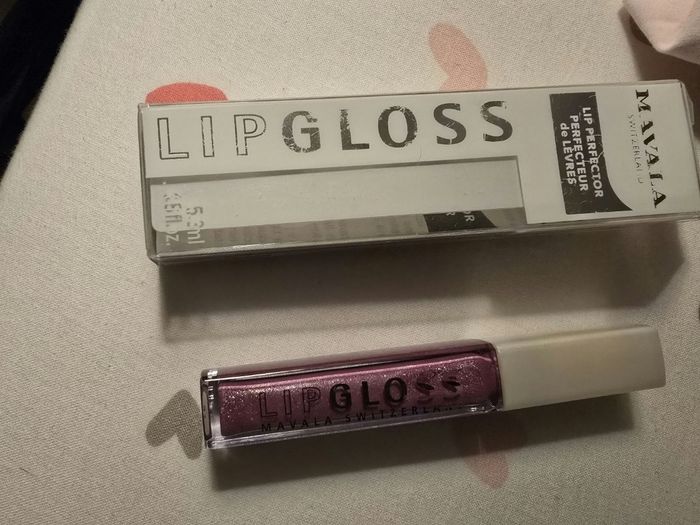 LIPGLOSS
LIP PERFECTOR
PERFECTEUR
de LÈVRES
MAVALA
SWITZERLAND
5.3ml
LIPGLOSS
MAVALA SWITZERLAND